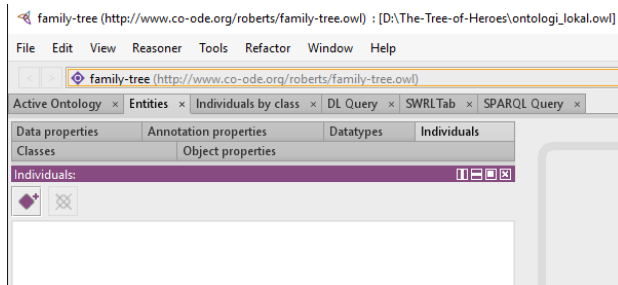 family-tree (http://www.co-ode.org/roberts/family-tree.owl) : [D:\The-Tree-of-Heroes\ontologi_lokal.owl]
File Edit View Reasoner Tools Refactor Window Help
< > family-tree (http://www.co-ode.org/roberts/family-tree.owl)
Active Ontology × Entities × Individuals by class × DL Query × SWRLTab × SPARQL Query ×
Data properties Annotation properties Datatypes Individuals
Classes Object properties
Individuals: